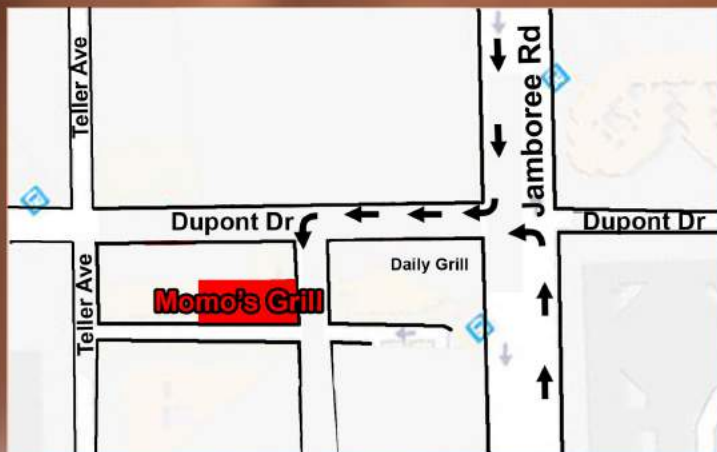 Teller Ave
Jamboree Rd
Dupont Dr
Dupont Dr
Daily Grill
Teller Ave
Momo's Grill